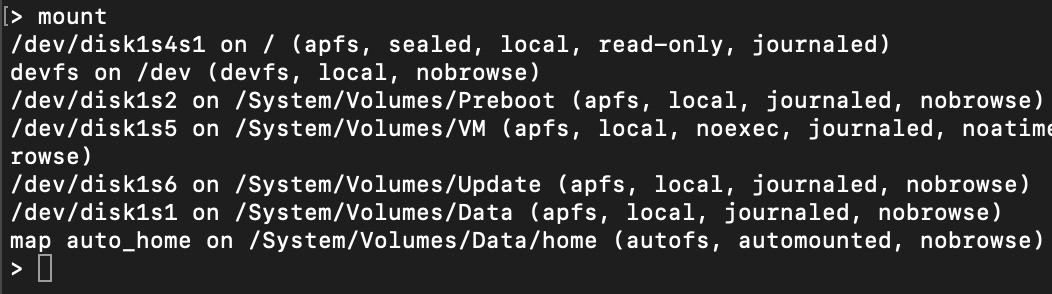 [> mount
/dev/disk1s4s1 on / (apfs, sealed, local, read-only, journaled)
devfs on /dev (devfs, local, nobrowse)
/dev/disk1s2 on /System/Volumes/Preboot (apfs, local, journaled, nobrowse)
/dev/disk1s5 on /System/Volumes/VM (apfs, local, noexec, journaled, noatime
rowse)
/dev/disk1s6 on /System/Volumes/Update (apfs, local, journaled, nobrowse)
/dev/disk1s1 on /System/Volumes/Data (apfs, local, journaled, nobrowse)
map auto_home on /System/Volumes/Data/home (autofs, automounted, nobrowse)
>